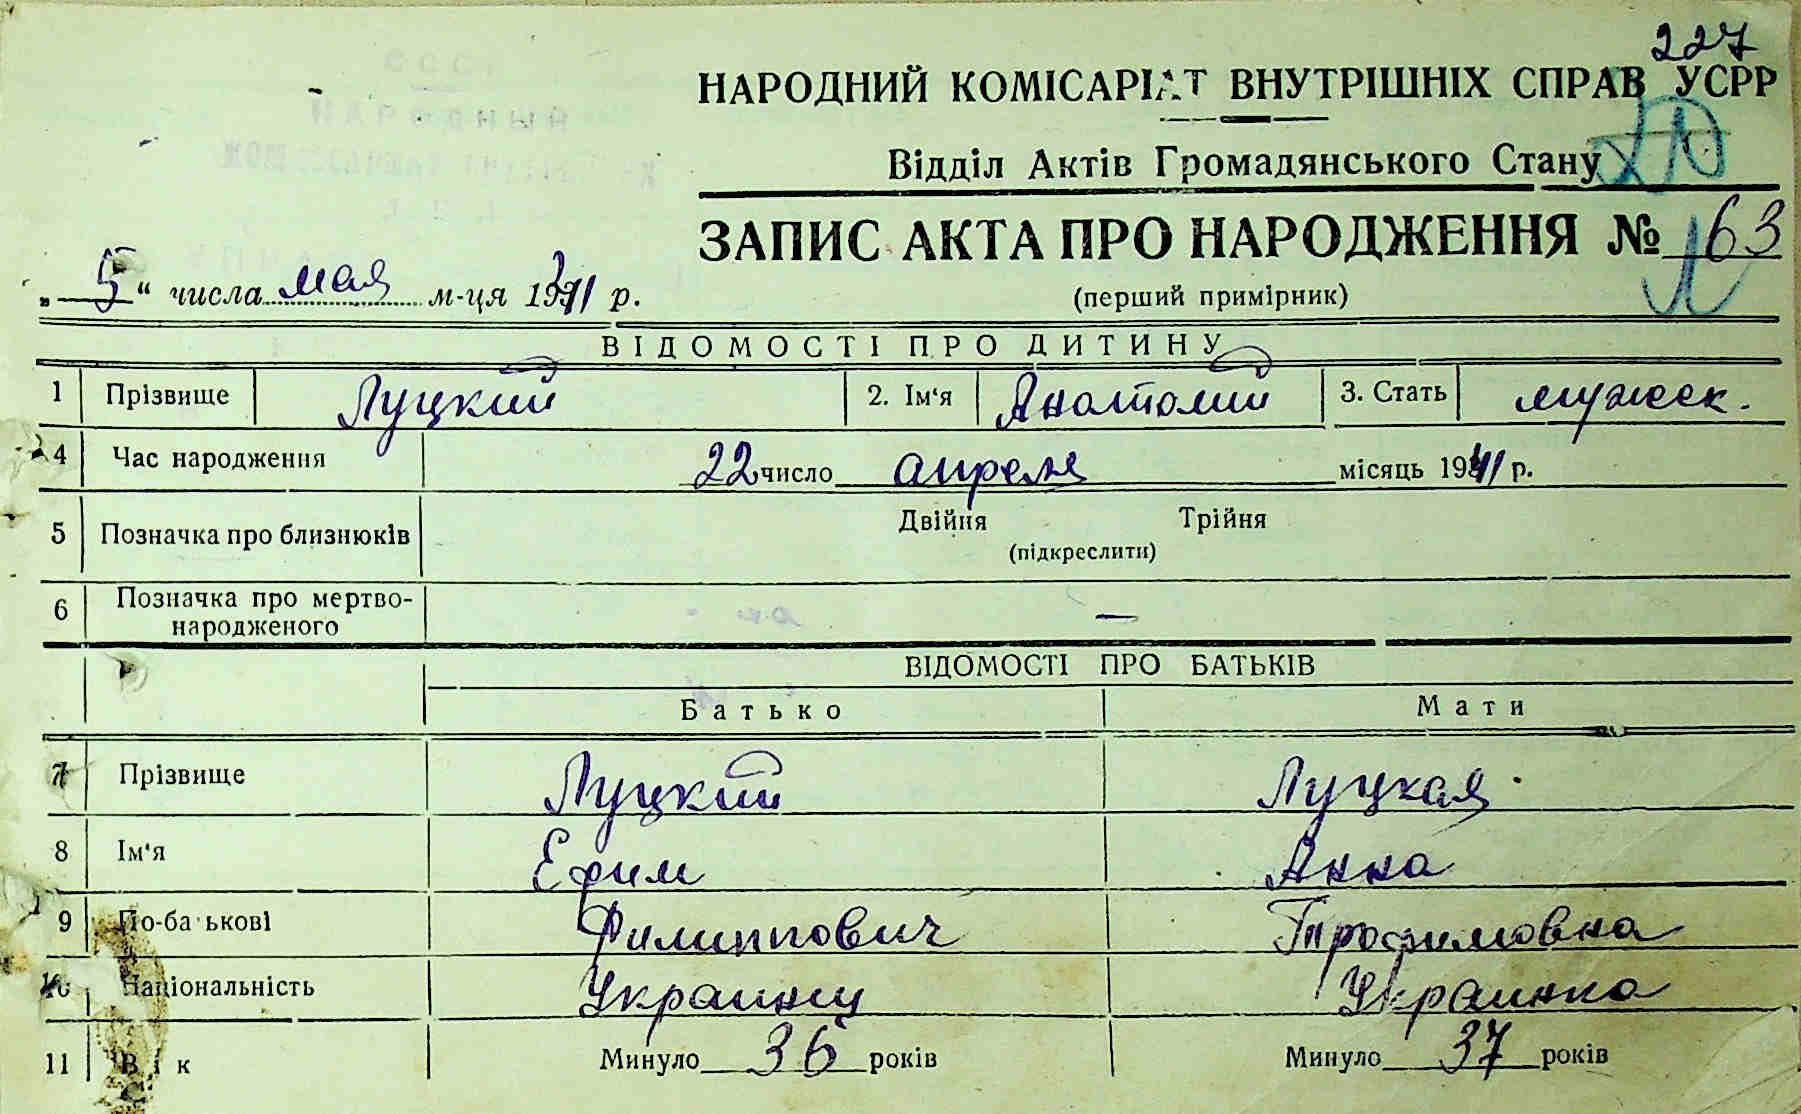 227
НАРОДНИЙ КОМІСАРІАТ ВНУТРІШНІХ СПРАВ УСРР
Відділ Актів Громадянського Стану
ЗАПИС АКТА ПРО НАРОДЖЕННЯ № 63
„ 5 “ числа мая м-ця 1941 р.
(перший примірник)
ВІДОМОСТІ ПРО ДИТИНУ
1 Прізвище Луцкий 2. Ім‘я Анатолий 3. Стать мужск.
4 Час народження 22 число апреля місяць 1941 р.
5 Позначка про близнюків Двійня Трійня
(підкреслити)
6 Позначка про мертво-
народженого —
ВІДОМОСТІ ПРО БАТЬКІВ
Батько Мати
7 Прізвище Луцкий Луцкая
8 Ім‘я Ефим Анна
9 По-батькові Филиппович Трофимовна
10 Національність Украинец Украинка
11 Вік Минуло 36 років Минуло 37 років